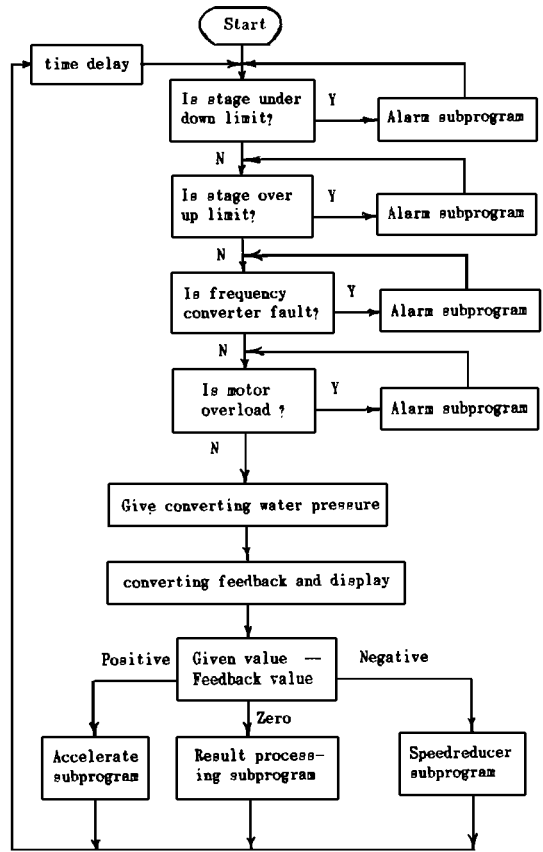 Start
time delay
Is stage under
down limit?
Y
Alarm subprogram
N
Is stage over
up limit?
Y
Alarm subprogram
N
Is frequency
converter fault?
Y
Alarm subprogram
N
Is motor
overload ?
Y
Alarm subprogram
N
Give converting water pressure
converting feedback and display
Given value —
Feedback value
Positive
Negative
Zero
Accelerate
subprogram
Result process-
ing subprogram
Speedreducer
subprogram